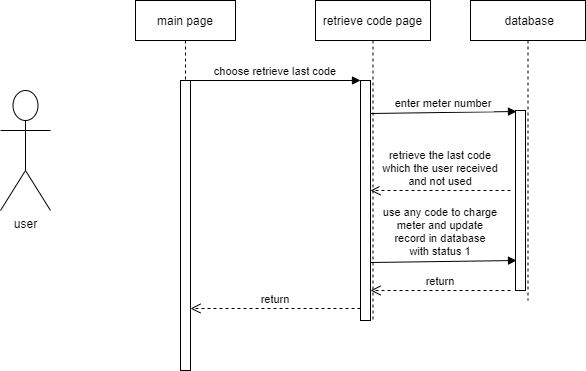 main page
retrieve code page
database
choose retrieve last code
enter meter number
retrieve the last code
which the user received
and not used
use any code to charge
meter and update
record in database
with status 1
return
return
user